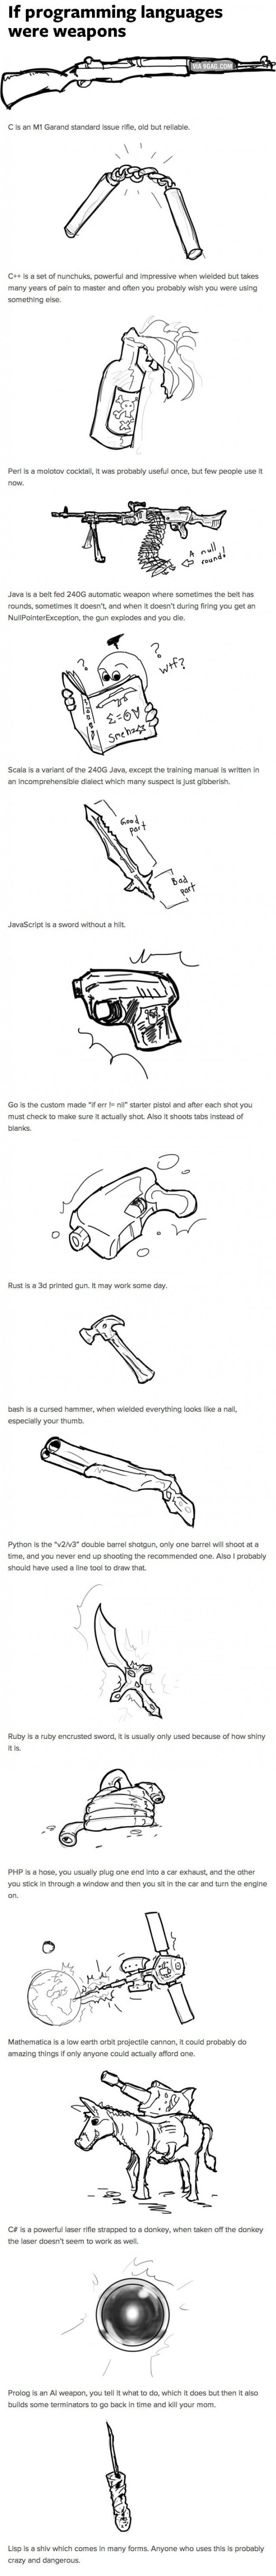 If programming languages
were weapons
VIA 9GAG.COM
C is an M1 Garand standard issue rifle, old but reliable.
C++ is a set of nunchuks, powerful and impressive when wielded but takes
many years of pain to master and often you probably wish you were using
something else.
Perl is a molotov cocktail, it was probably useful once, but few people use it
now.
A null
round!
Java is a belt fed 240G automatic weapon where sometimes the belt has
rounds, sometimes it doesn't, and when it doesn't during firing you get an
NullPointerException, the gun explodes and you die.
?
?
wtf?
Scala is a variant of the 240G Java, except the training manual is written in
an incomprehensible dialect which many suspect is just gibberish.
Good
part
Bad
part
JavaScript is a sword without a hilt.
Go is the custom made "if err != nil" starter pistol and after each shot you
must check to make sure it actually shot. Also it shoots tabs instead of
blanks.
Rust is a 3d printed gun. It may work some day.
bash is a cursed hammer, when wielded everything looks like a nail,
especially your thumb.
Python is the "v2/v3" double barrel shotgun, only one barrel will shoot at a
time, and you never end up shooting the recommended one. Also I probably
should have used a line tool to draw that.
Ruby is a ruby encrusted sword, it is usually only used because of how shiny
it is.
PHP is a hose, you usually plug one end into a car exhaust, and the other
you stick in through a window and then you sit in the car and turn the engine
on.
Mathematica is a low earth orbit projectile cannon, it could probably do
amazing things if only anyone could actually afford one.
C# is a powerful laser rifle strapped to a donkey, when taken off the donkey
the laser doesn't seem to work as well.
Prolog is an AI weapon, you tell it what to do, which it does but then it also
builds some terminators to go back in time and kill your mom.
Lisp is a shiv which comes in many forms. Anyone who uses this is probably
crazy and dangerous.